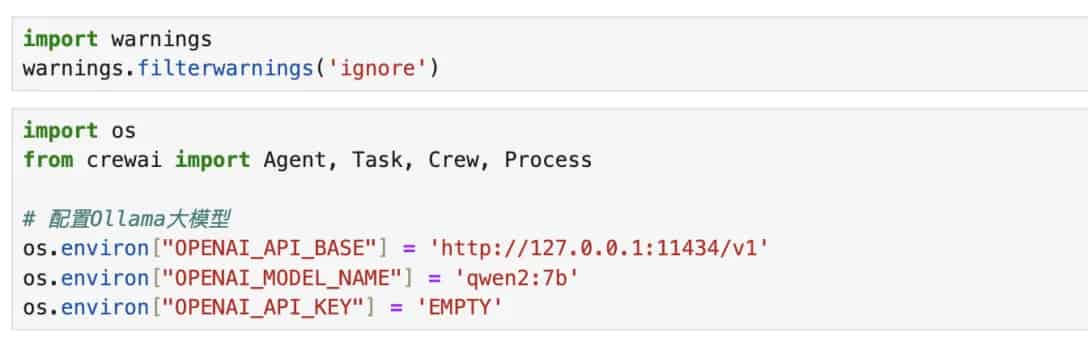 import warnings
warnings.filterwarnings('ignore')
import os
from crewai import Agent, Task, Crew, Process
# 配置Ollama大模型
os.environ["OPENAI_API_BASE"] = 'http://127.0.0.1:11434/v1'
os.environ["OPENAI_MODEL_NAME"] = 'qwen2:7b'
os.environ["OPENAI_API_KEY"] = 'EMPTY'